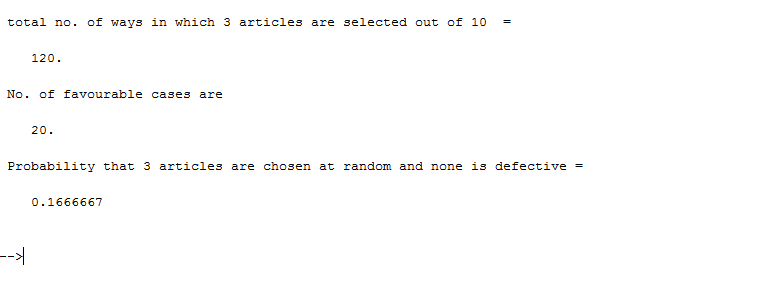 total no. of ways in which 3 articles are selected out of 10  =
120.
No. of favourable cases are
20.
Probability that 3 articles are chosen at random and none is defective =
0.1666667
-->